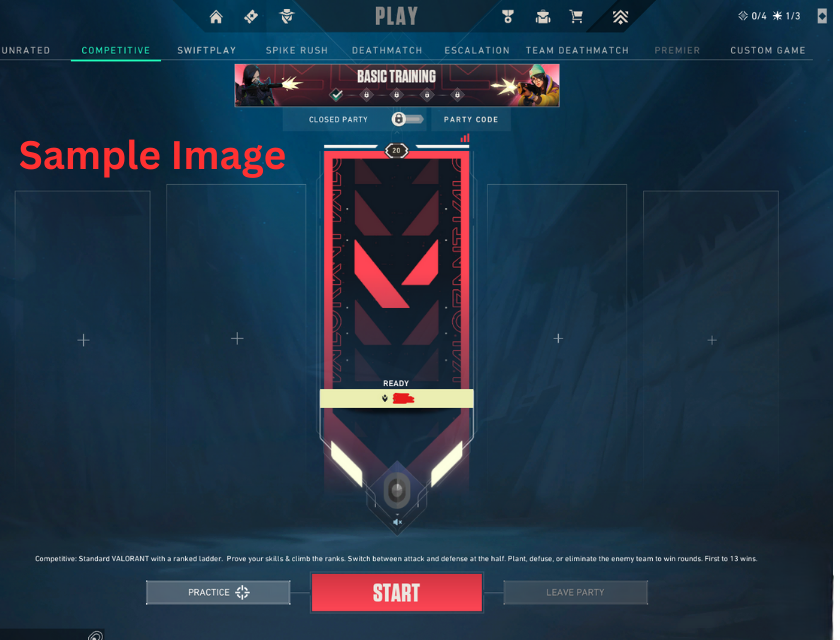 PLAY
0/4 1/3
UNRATED COMPETITIVE SWIFTPLAY SPIKE RUSH DEATHMATCH ESCALATION TEAM DEATHMATCH PREMIER CUSTOM GAME
BASIC TRAINING
CLOSED PARTY PARTY CODE
Sample Image
20
READY
Competitive: Standard VALORANT with a ranked ladder. Prove your skills & climb the ranks. Switch between attack and defense at the half. Plant, defuse, or eliminate the enemy team to win rounds. First to 13 wins.
PRACTICE START LEAVE PARTY